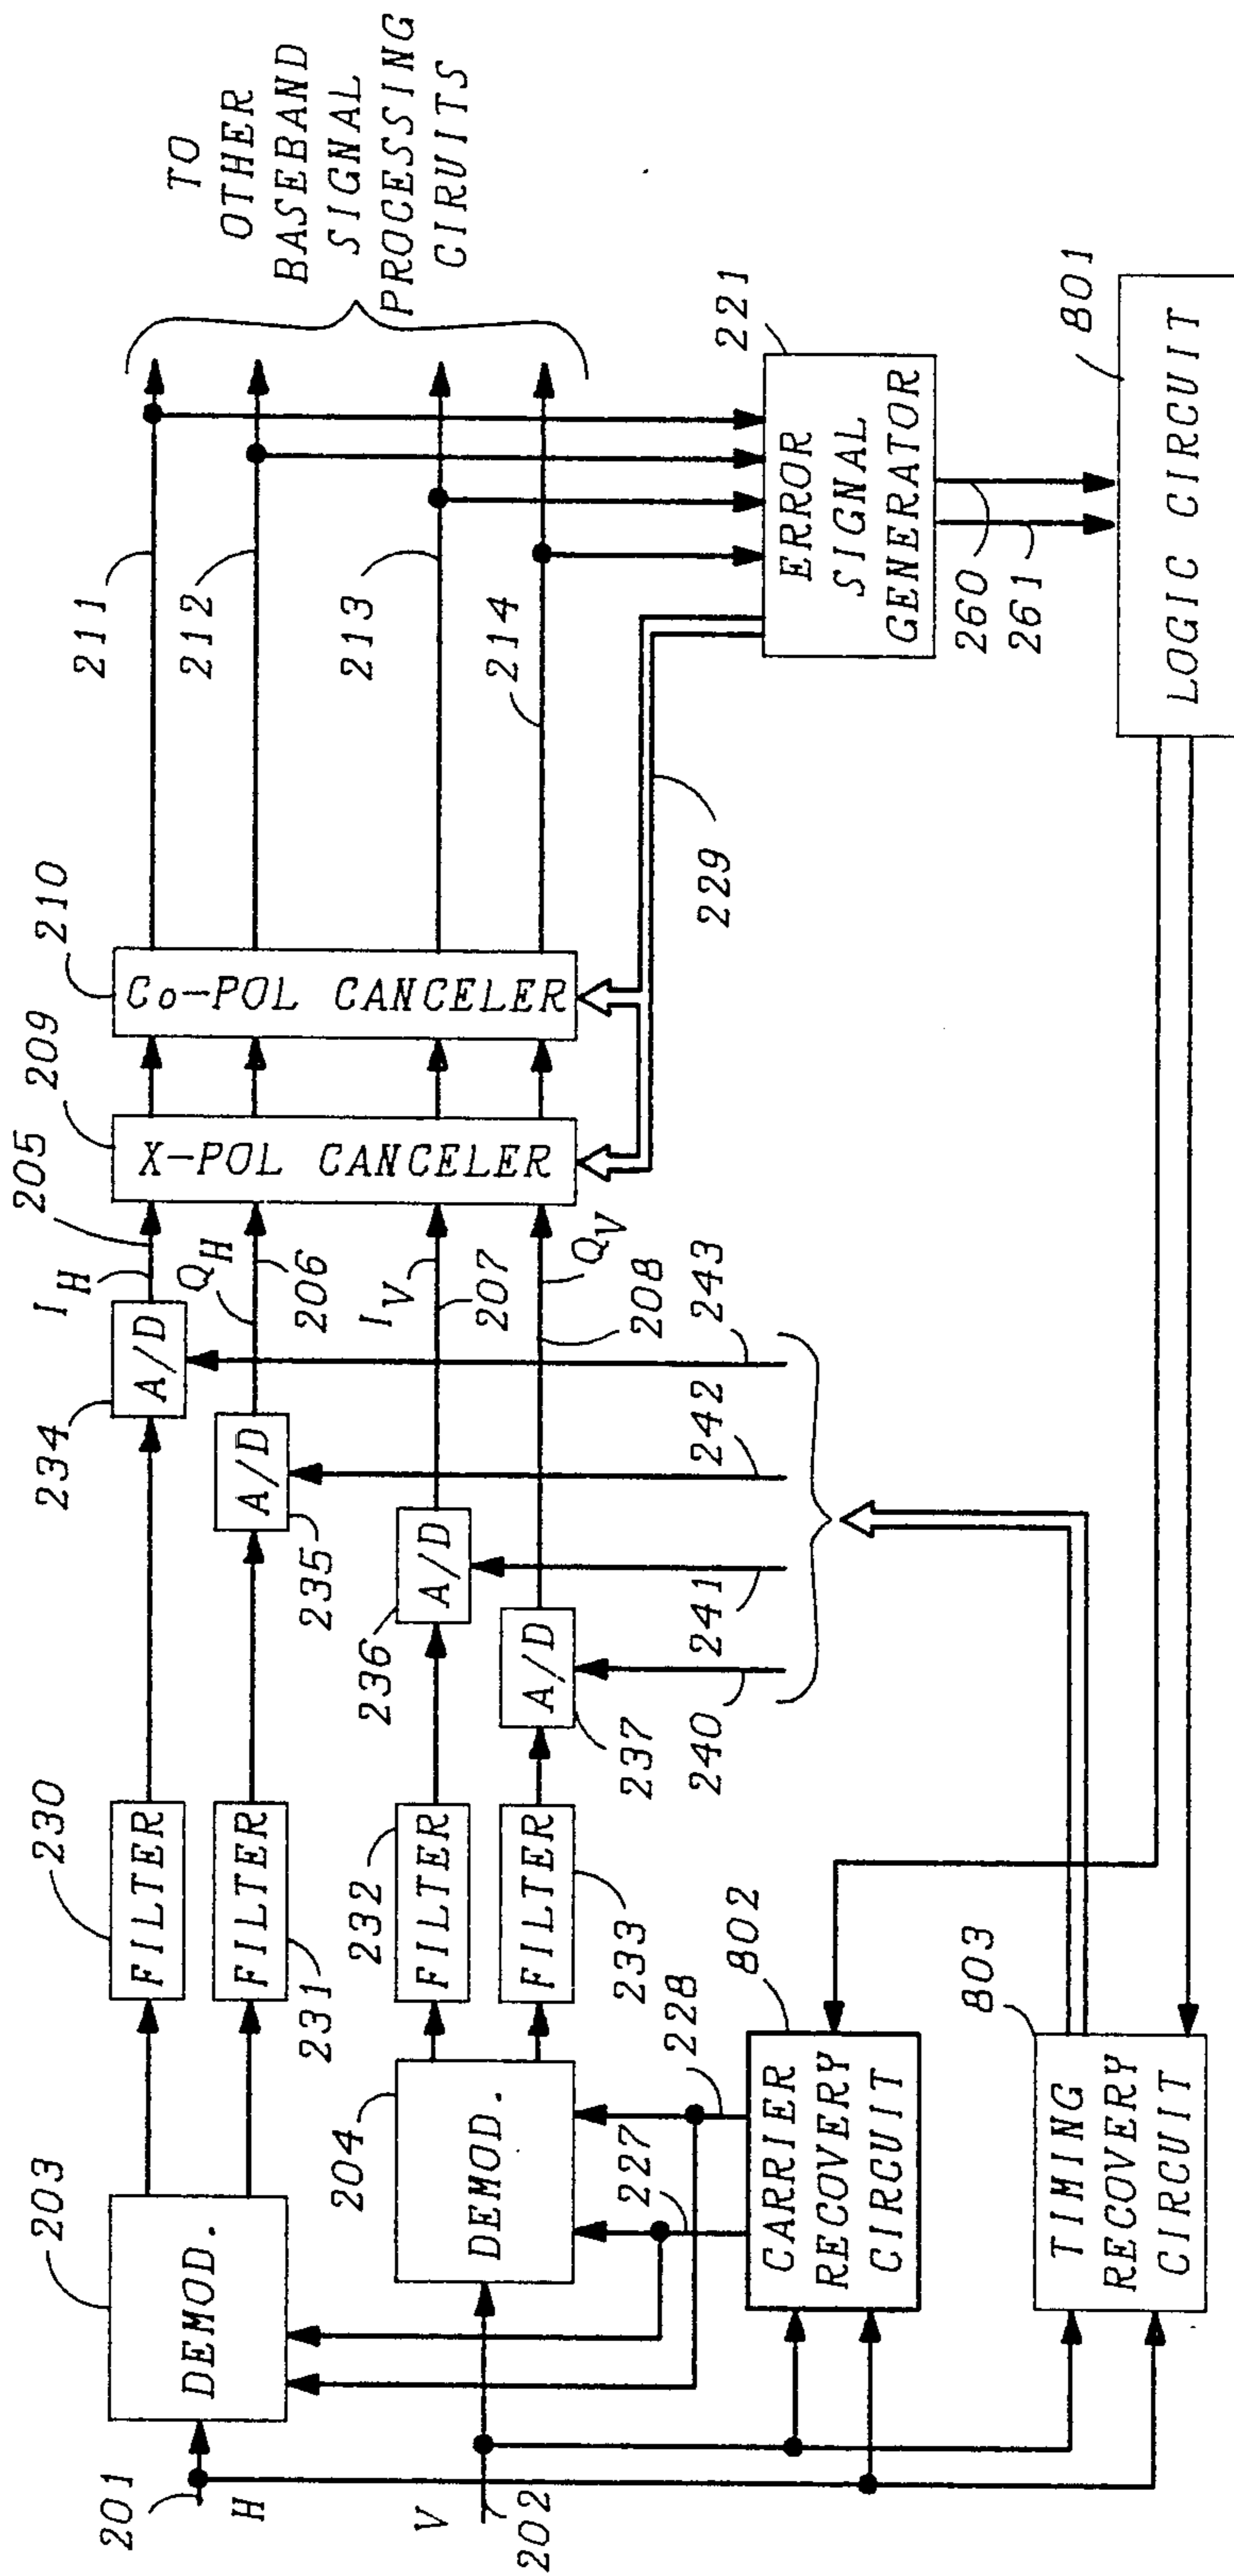 201
H
V
202
203
DEMOD.
204
DEMOD.
230
FILTER
FILTER
231
232
FILTER
FILTER
233
234
A/D
A/D
235
236
A/D
A/D
237
I H
205
Q H
206
I V
207
Q V
208
209
X-POL CANCELER
210
Co-POL CANCELER
211
212
213
214
TO
OTHER
BASEBAND
SIGNAL
PROCESSING
CIRUITS
240
241
242
243
229
221
ERROR
SIGNAL
GENERATOR
260
261
801
LOGIC CIRCUIT
227
228
802
CARRIER
RECOVERY
CIRCUIT
803
TIMING
RECOVERY
CIRCUIT